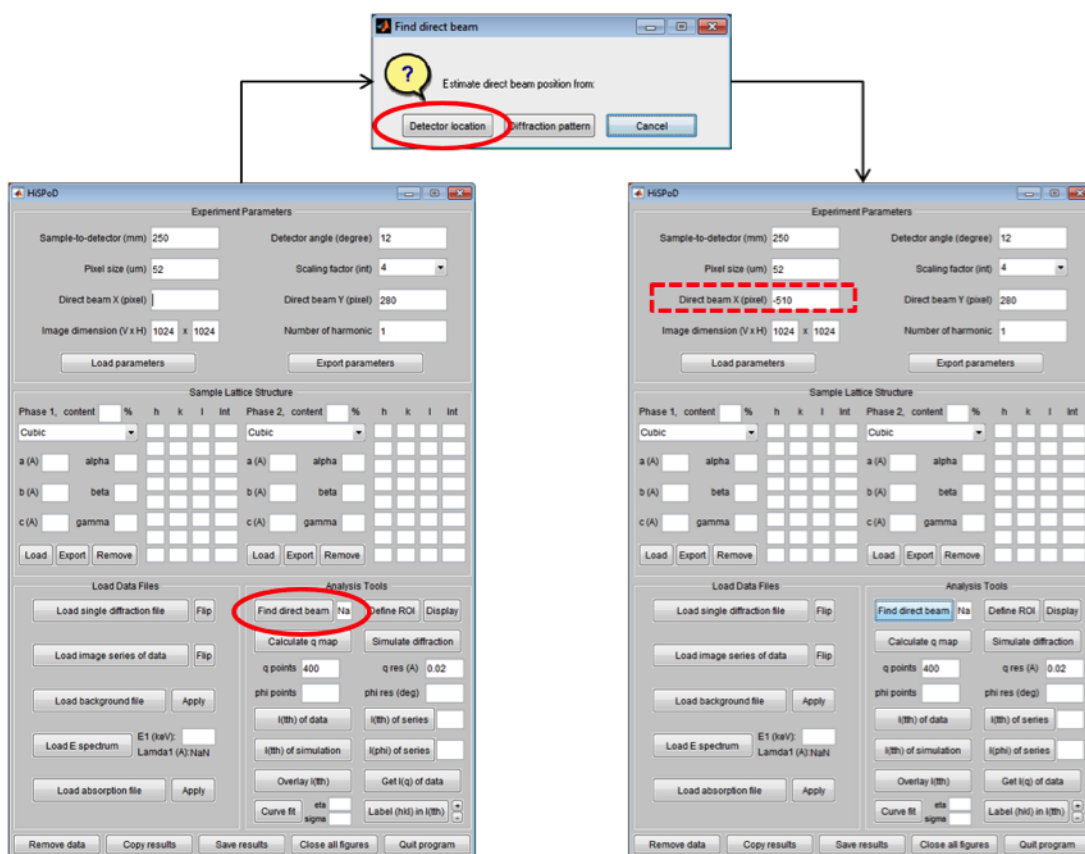 Find direct beam
?
Estimate direct beam position from:
Detector location Diffraction pattern Cancel
HiSPoD
Experiment Parameters
Sample-to-detector (mm) 250 Detector angle (degree) 12
Pixel size (um) 52 Scaling factor (int) 4
Direct beam X (pixel) Direct beam Y (pixel) 280
Image dimension (V x H) 1024 x 1024 Number of harmonic 1
Load parameters Export parameters
Sample Lattice Structure
Phase 1, content % h k l Int Phase 2, content % h k l Int
Cubic Cubic
a (A) alpha a (A) alpha
b (A) beta b (A) beta
c (A) gamma c (A) gamma
Load Export Remove Load Export Remove
Load Data Files Analysis Tools
Load single diffraction file Flip Find direct beam Na Define ROI Display
Calculate q map Simulate diffraction
Load image series of data Flip q points 400 q res (A) 0.02
phi points phi res (deg)
Load background file Apply
I(tth) of data I(tth) of series
Load E spectrum E1 (keV):
Lamda1 (A):NaN
I(tth) of simulation I(phi) of series
Load absorption file Apply Overlay I(tth) Get I(q) of data
Curve fit eta
sigma
Label (hkl) in I(tth) + -
Remove data Copy results Save results Close all figures Quit program
HiSPoD
Experiment Parameters
Sample-to-detector (mm) 250 Detector angle (degree) 12
Pixel size (um) 52 Scaling factor (int) 4
Direct beam X (pixel) -510 Direct beam Y (pixel) 280
Image dimension (V x H) 1024 x 1024 Number of harmonic 1
Load parameters Export parameters
Sample Lattice Structure
Phase 1, content % h k l Int Phase 2, content % h k l Int
Cubic Cubic
a (A) alpha a (A) alpha
b (A) beta b (A) beta
c (A) gamma c (A) gamma
Load Export Remove Load Export Remove
Load Data Files Analysis Tools
Load single diffraction file Flip Find direct beam Na Define ROI Display
Calculate q map Simulate diffraction
Load image series of data Flip q points 400 q res (A) 0.02
phi points phi res (deg)
Load background file Apply
I(tth) of data I(tth) of series
Load E spectrum E1 (keV):
Lamda1 (A):NaN
I(tth) of simulation I(phi) of series
Load absorption file Apply Overlay I(tth) Get I(q) of data
Curve fit eta
sigma
Label (hkl) in I(tth) + -
Remove data Copy results Save results Close all figures Quit program